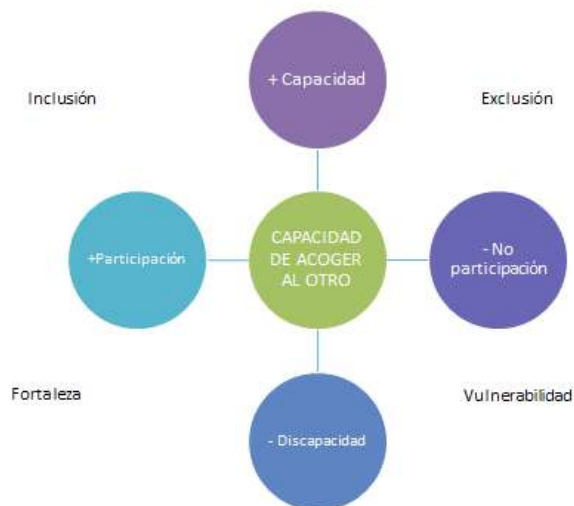 + Capacidad
Inclusión
Exclusión
+Participación
CAPACIDAD
DE ACOGER
AL OTRO
- No
participación
Fortaleza
Vulnerabilidad
- Discapacidad